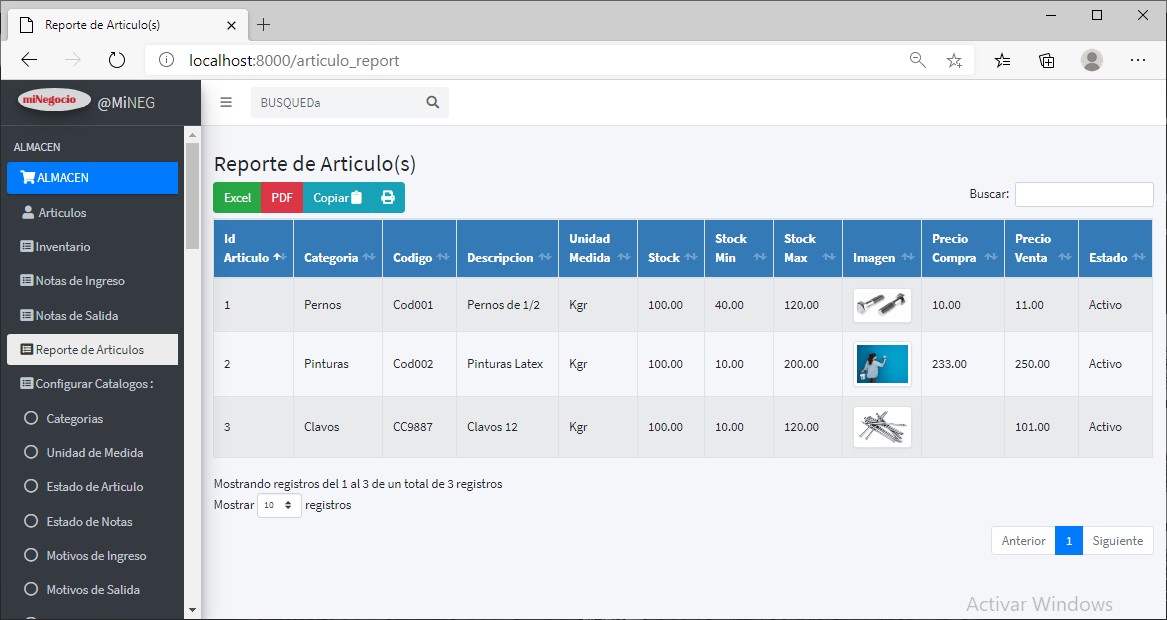 Reporte de Articulo(s)
localhost:8000/articulo_report
miNegocio @MiNEG
BUSQUEDa
ALMACEN
ALMACEN
Articulos
Inventario
Notas de Ingreso
Notas de Salida
Reporte de Articulos
Configurar Catalogos :
Categorias
Unidad de Medida
Estado de Articulo
Estado de Notas
Motivos de Ingreso
Motivos de Salida
Reporte de Articulo(s)
Excel PDF Copiar
Buscar:
Id Articulo Categoria Codigo Descripcion Unidad Medida Stock Stock Min Stock Max Imagen Precio Compra Precio Venta Estado
1 Pernos Cod001 Pernos de 1/2 Kgr 100.00 40.00 120.00 10.00 11.00 Activo
2 Pinturas Cod002 Pinturas Latex Kgr 100.00 10.00 200.00 233.00 250.00 Activo
3 Clavos CC9887 Clavos 12 Kgr 100.00 10.00 120.00 101.00 Activo
Mostrando registros del 1 al 3 de un total de 3 registros
Mostrar 10 registros
Anterior 1 Siguiente
Activar Windows